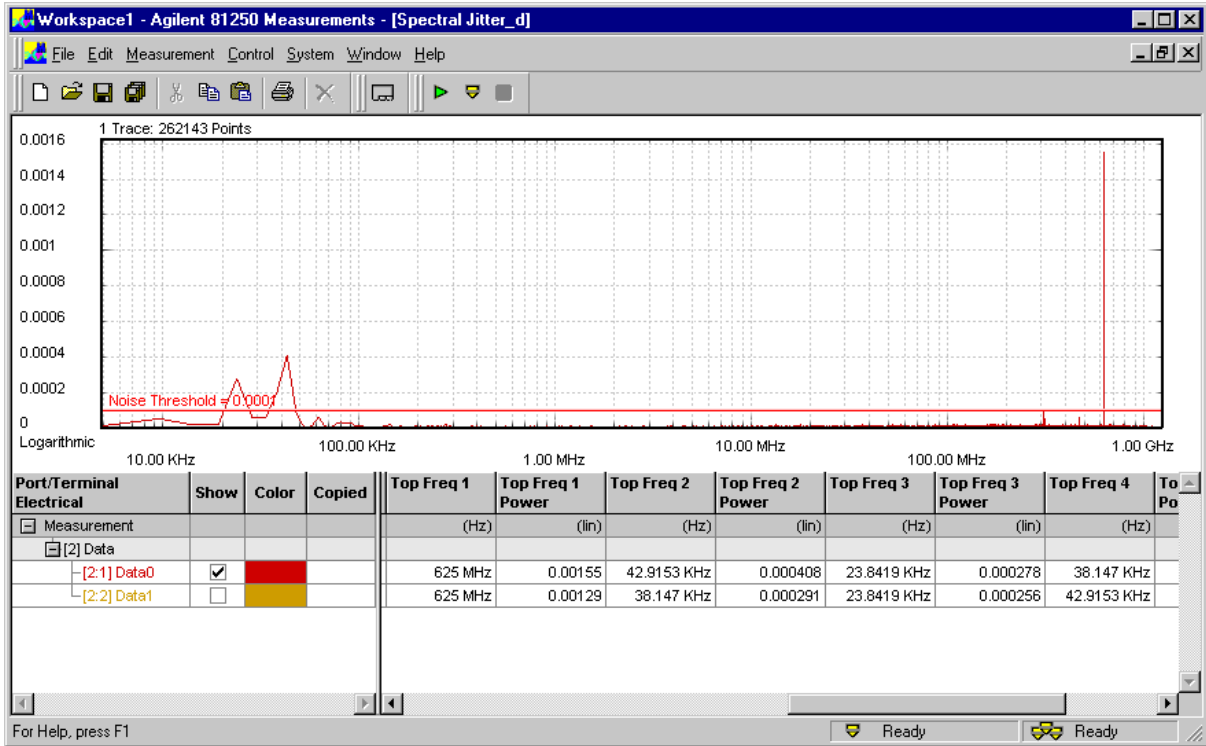 Workspace1 - Agilent 81250 Measurements - [Spectral Jitter_d]
File Edit Measurement Control System Window Help
1 Trace: 262143 Points
0.0016
0.0014
0.0012
0.001
0.0008
0.0006
0.0004
0.0002
Noise Threshold = 0.0001
0
Logarithmic
10.00 KHz
100.00 KHz
1.00 MHz
10.00 MHz
100.00 MHz
1.00 GHz
Port/Terminal Electrical Show Color Copied Top Freq 1 Top Freq 1 Power Top Freq 2 Top Freq 2 Power Top Freq 3 Top Freq 3 Power Top Freq 4 To Po
Measurement (Hz) (lin) (Hz) (lin) (Hz) (lin) (Hz)
[2] Data
[2:1] Data0 625 MHz 0.00155 42.9153 KHz 0.000408 23.8419 KHz 0.000278 38.147 KHz
[2:2] Data1 625 MHz 0.00129 38.147 KHz 0.000291 23.8419 KHz 0.000256 42.9153 KHz
For Help, press F1 Ready Ready